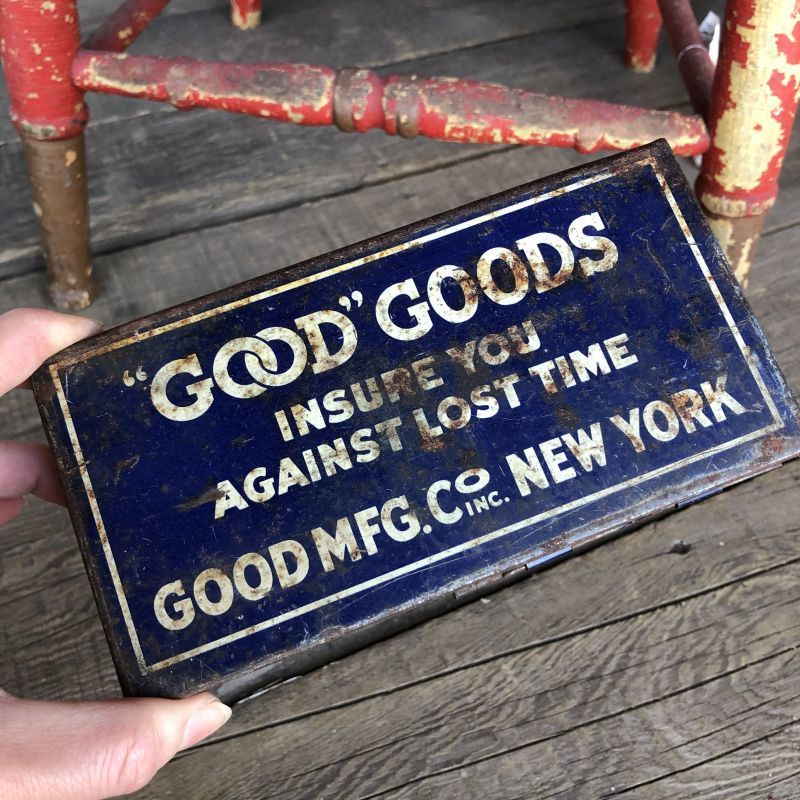 “GOOD” GOODS
INSURE YOU
AGAINST LOST TIME
GOOD MFG. Co INC. NEW YORK